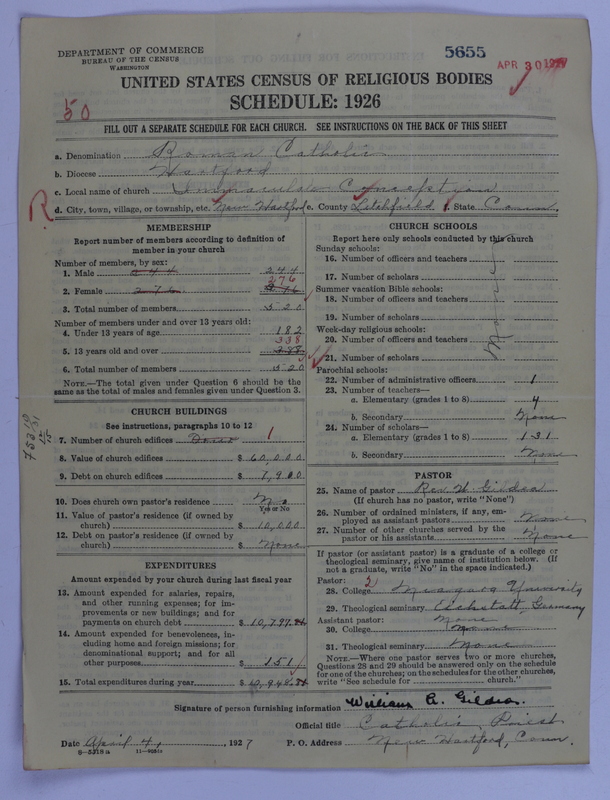 DEPARTMENT OF COMMERCE
BUREAU OF THE CENSUS
WASHINGTON
5655
APR 30 1927
UNITED STATES CENSUS OF RELIGIOUS BODIES
SCHEDULE: 1926
50
FILL OUT A SEPARATE SCHEDULE FOR EACH CHURCH. SEE INSTRUCTIONS ON THE BACK OF THIS SHEET
a. Denomination Roman Catholic
b. Diocese Hartford
c. Local name of church Immaculate Conception
R
d. City, town, village, or township, etc. New Hartford e. County Litchfield f. State Conn.
MEMBERSHIP
Report number of members according to definition of
member in your church
Number of members, by sex:
1. Male 244 244
2. Female 276 276
3. Total number of members 520
Number of members under and over 13 years old:
4. Under 13 years of age 182
5. 13 years old and over 338
6. Total number of members 520
NOTE.—The total given under Question 6 should be the
same as the total of males and females given under Question 3.
CHURCH BUILDINGS
See instructions, paragraphs 10 to 12
7. Number of church edifices 1
8. Value of church edifices $ 60,000
9. Debt on church edifices $ 7,900
10. Does church own pastor's residence No
Yes or No
11. Value of pastor's residence (if owned by
church) $ 10,000
12. Debt on pastor's residence (if owned by
church) $ None
EXPENDITURES
Amount expended by your church during last fiscal year
13. Amount expended for salaries, repairs,
and other running expenses; for im-
provements or new buildings; and for
payments on church debt $ 10,797.
14. Amount expended for benevolences, in-
cluding home and foreign missions; for
denominational support; and for all
other purposes $ 151
15. Total expenditures during year $ 10,948.
CHURCH SCHOOLS
Report here only schools conducted by this church
Sunday schools:
16. Number of officers and teachers
17. Number of scholars
Summer vacation Bible schools:
18. Number of officers and teachers
19. Number of scholars
Week-day religious schools:
20. Number of officers and teachers
21. Number of scholars
Parochial schools:
22. Number of administrative officers 1
23. Number of teachers—
a. Elementary (grades 1 to 8) 4
b. Secondary None
24. Number of scholars—
a. Elementary (grades 1 to 8) 131
b. Secondary None
PASTOR
25. Name of pastor Rev. W. Gildea
(If church has no pastor, write "None")
26. Number of ordained ministers, if any, em-
ployed as assistant pastors None
27. Number of other churches served by the
pastor or his assistants None
If pastor (or assistant pastor) is a graduate of a college or
theological seminary, give name of institution below. (If
not a graduate, write "No" in the space indicated.)
Pastor: 2
28. College Niagara University
29. Theological seminary Eichstatt, Germany
Assistant pastor: None
30. College None
31. Theological seminary None
NOTE.—Where one pastor serves two or more churches,
Questions 28 and 29 should be answered only on the schedule
for one of the churches; on the schedules for the other churches,
write "See schedule for church."
Signature of person furnishing information William A. Gildea.
Official title Catholic Priest
Date April 4, 1927 P. O. Address New Hartford, Conn.